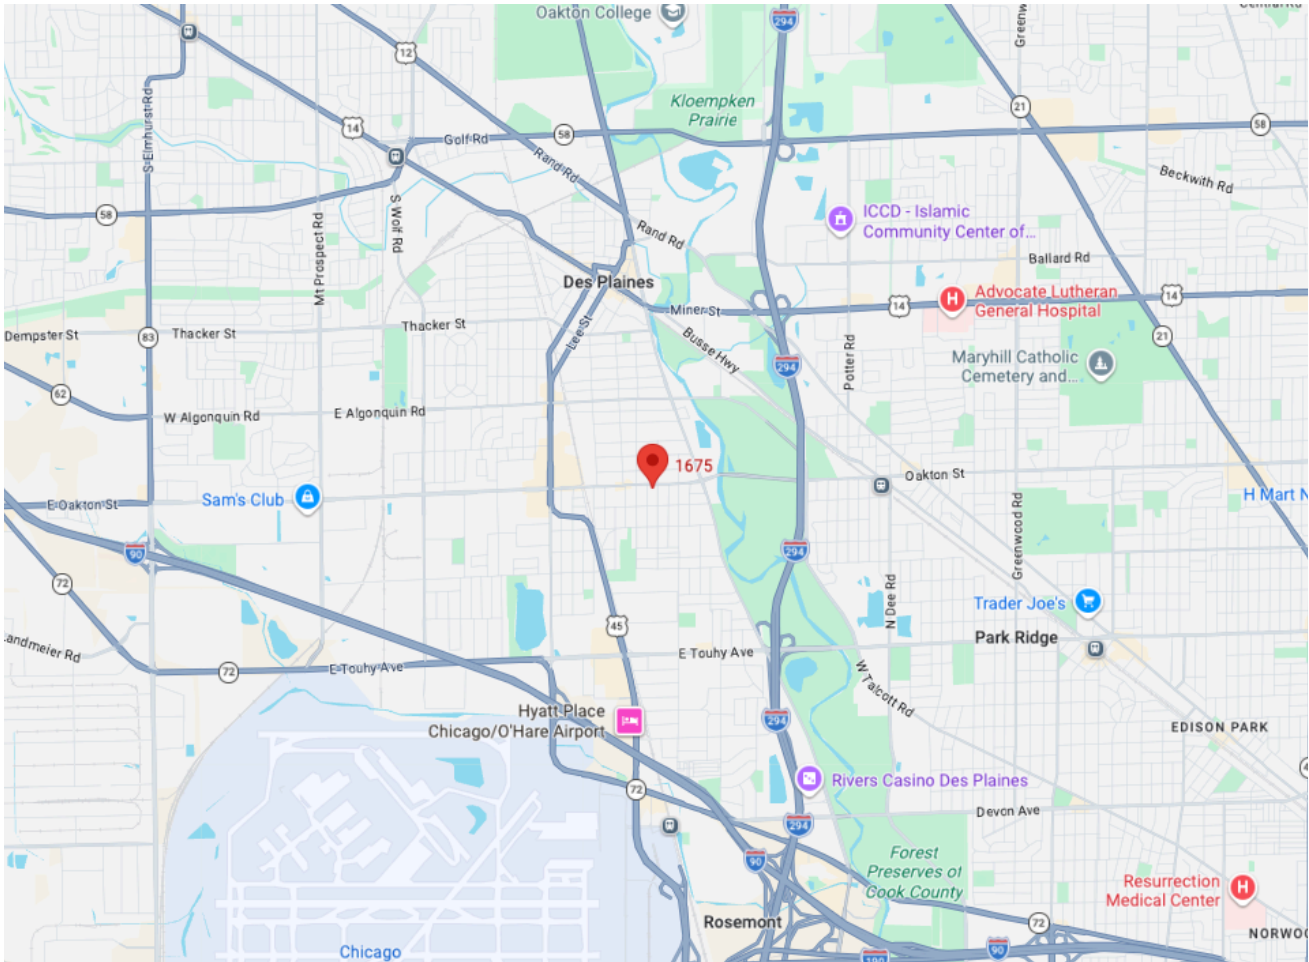 Oakton College
294
Greenw
12
Kloempken
Prairie
21
14
Golf Rd
58
58
S Elmhurst Rd
Rand Rd
Beckwith Rd
58
Mt Prospect Rd
S Wolf Rd
ICCD - Islamic
Community Center of...
Rand Rd
Ballard Rd
Des Plaines
Advocate Lutheran
General Hospital
14
14
Miner St
Dempster St
83
Thacker St
Thacker St
Lee St
Busse Hwy
Potter Rd
21
294
Maryhill Catholic
Cemetery and...
62
W Algonquin Rd
E Algonquin Rd
1675
Oakton St
E Oakton St
Sam's Club
H Mart N
90
294
Greenwood Rd
72
N Dee Rd
Trader Joe's
45
Park Ridge
andmeier Rd
E Touhy Ave
72
E Touhy Ave
W Talcott Rd
Hyatt Place
Chicago/O'Hare Airport
294
EDISON PARK
Rivers Casino Des Plaines
72
Devon Ave
294
90
Forest
Preserves of
Cook County
Resurrection
Medical Center
Rosemont
72
NORWOO
Chicago
90
190